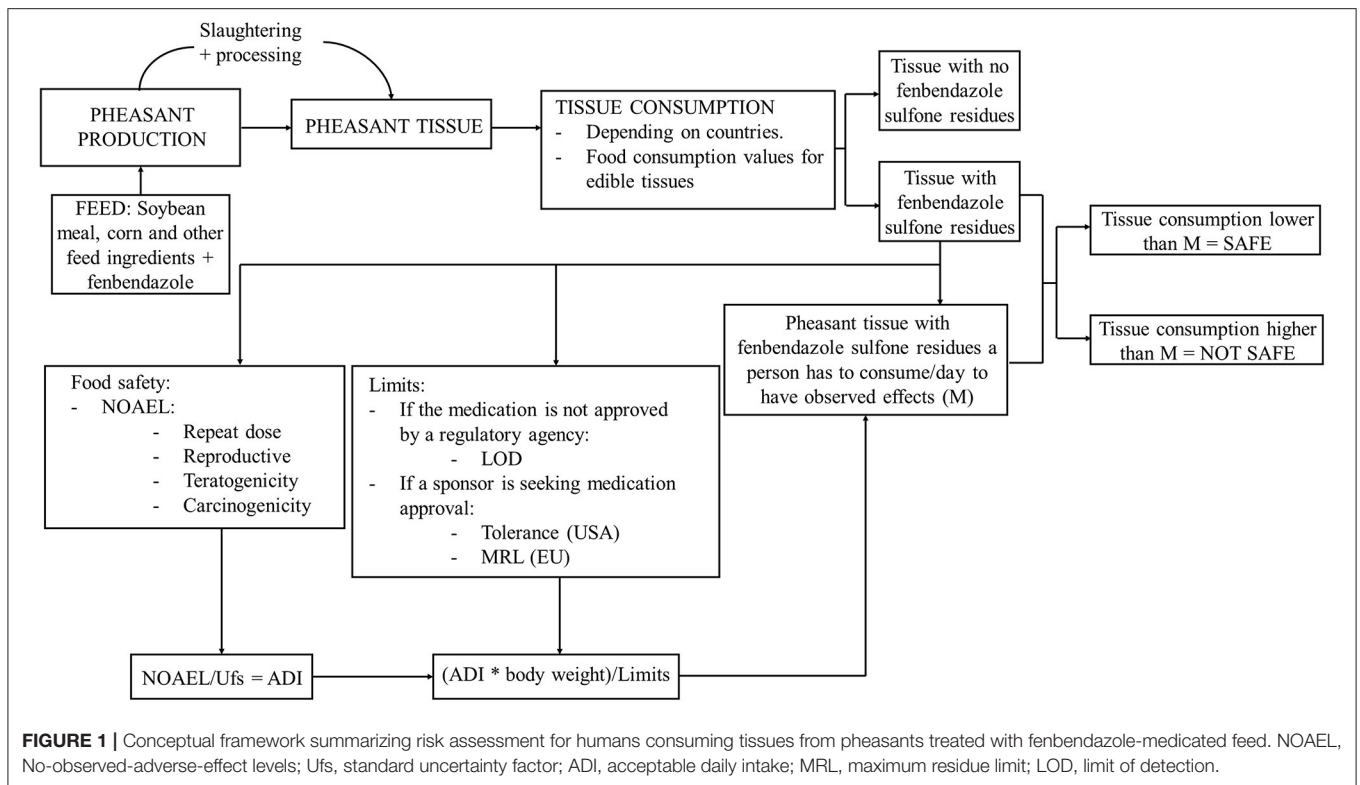 Slaughtering
+ processing
PHEASANT
PRODUCTION
PHEASANT TISSUE
TISSUE CONSUMPTION
- Depending on countries.
- Food consumption values for
edible tissues
Tissue with no
fenbendazole
sulfone residues
Tissue with
fenbendazole
sulfone residues
FEED: Soybean
meal, corn and other
feed ingredients +
fenbendazole
Tissue consumption lower
than M = SAFE
Tissue consumption higher
than M = NOT SAFE
Pheasant tissue with
fenbendazole sulfone residues a
person has to consume/day to
have observed effects (M)
Food safety:
- NOAEL:
- Repeat dose
- Reproductive
- Teratogenicity
- Carcinogenicity
Limits:
- If the medication is not approved
by a regulatory agency:
- LOD
- If a sponsor is seeking medication
approval:
- Tolerance (USA)
- MRL (EU)
NOAEL/Ufs = ADI
(ADI * body weight)/Limits
FIGURE 1 | Conceptual framework summarizing risk assessment for humans consuming tissues from pheasants treated with fenbendazole-medicated feed. NOAEL,
No-observed-adverse-effect levels; Ufs, standard uncertainty factor; ADI, acceptable daily intake; MRL, maximum residue limit; LOD, limit of detection.